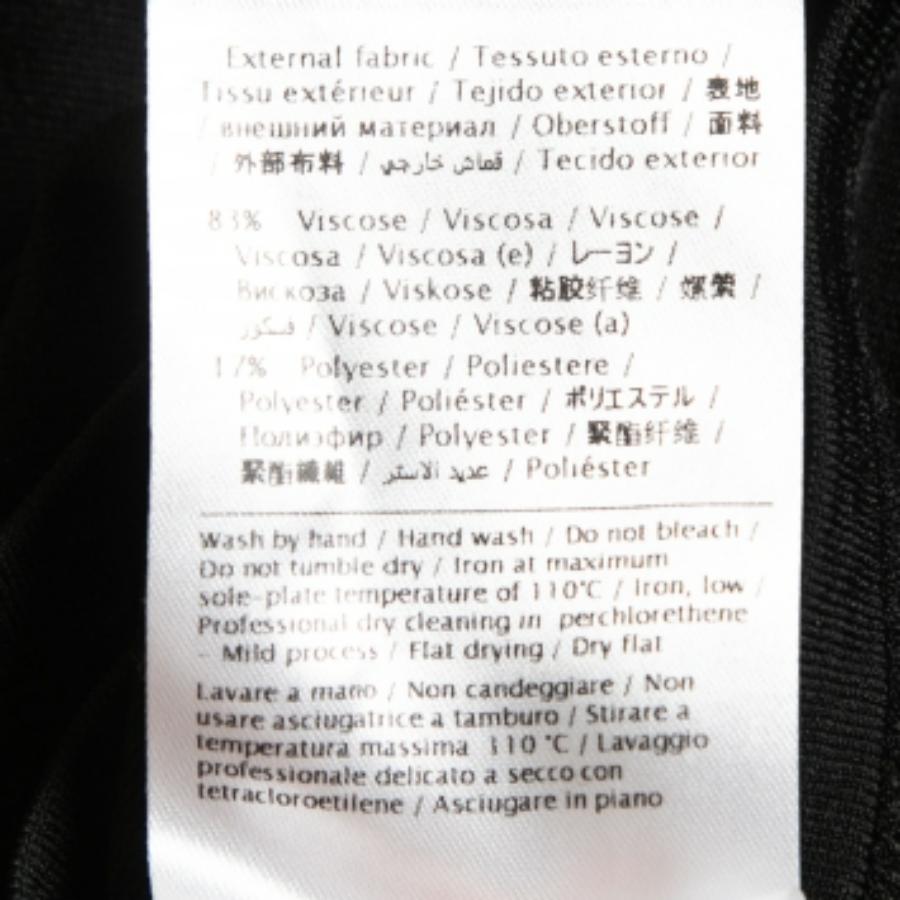 External fabric / Tessuto esterno /
Tissu extérieur / Tejido exterior / 表地
/ внешний материал / Oberstoff / 面料
/ 外部布料 / قماش خارجي / Tecido exterior
83% Viscose / Viscosa / Viscose /
Viscosa / Viscosa (e) / レーヨン /
Вискоза / Viskose / 粘胶纤维 / 嫘縈 /
فسكوز / Viscose / Viscose (a)
17% Polyester / Poliestere /
Polyester / Poliéster / ポリエステル /
Полиэфир / Polyester / 聚酯纤维 /
聚酯纖維 / عديد الاستر / Poliéster
Wash by hand / Hand wash / Do not bleach /
Do not tumble dry / Iron at maximum
sole-plate temperature of 110°C / Iron, low /
Professional dry cleaning in perchlorethene
- Mild process / Flat drying / Dry flat
Lavare a mano / Non candeggiare / Non
usare asciugatrice a tamburo / Stirare a
temperatura massima 110 °C / Lavaggio
professionale delicato a secco con
tetracloroetilene / Asciugare in piano